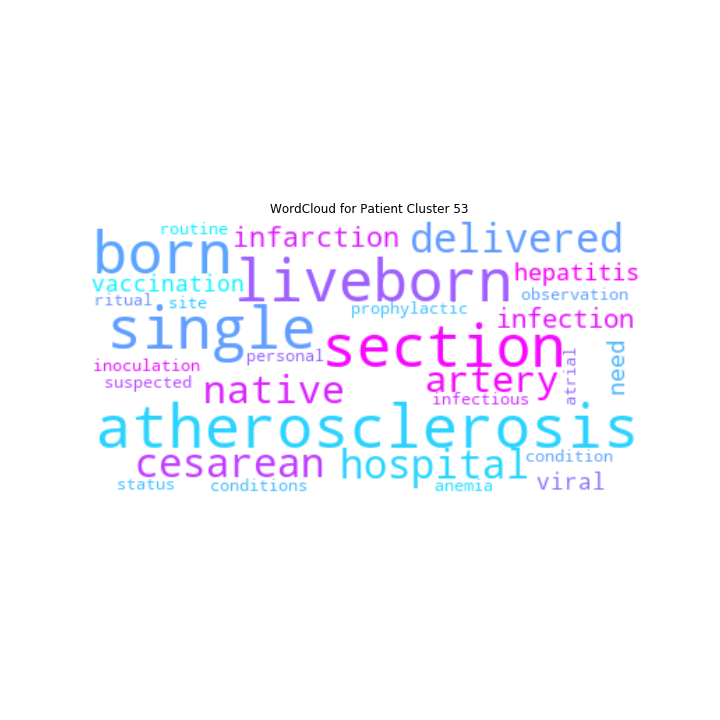 WordCloud for Patient Cluster 53
routine
born
infarction
delivered
liveborn
hepatitis
vaccination
ritual
site
observation
prophylactic
single
infection
section
personal
inoculation
suspected
native
artery
infectious
atrial
need
atherosclerosis
cesarean
hospital
condition
status
conditions
anemia
viral